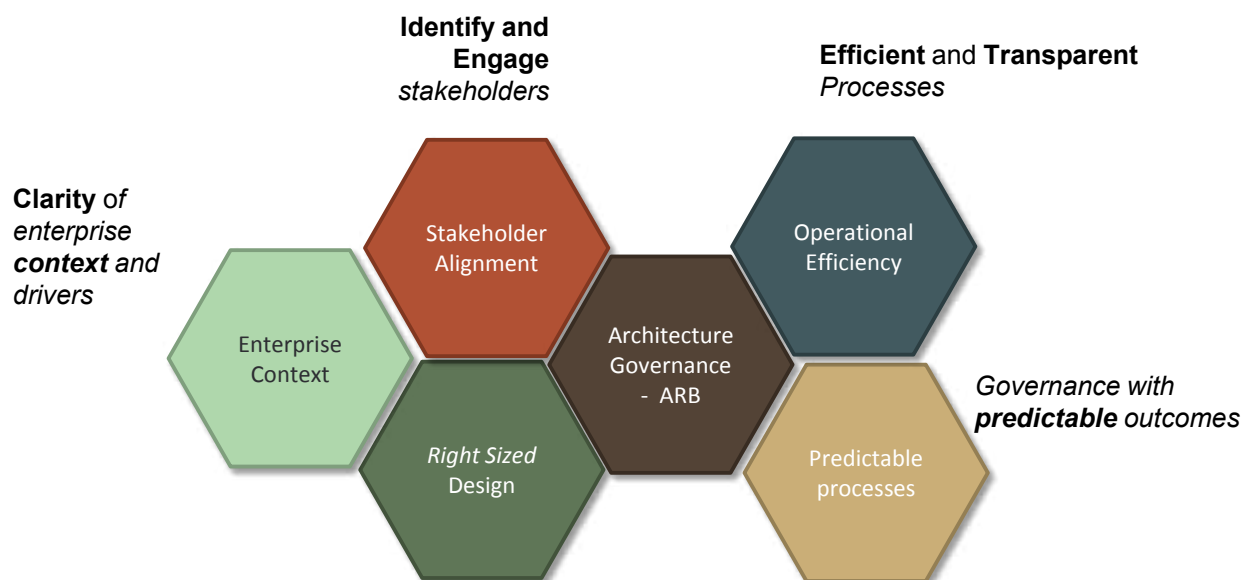 Identify and
Engage
stakeholders
Efficient and Transparent
Processes
Clarity of
enterprise
context and
drivers
Stakeholder
Alignment
Operational
Efficiency
Enterprise
Context
Architecture
Governance
- ARB
Governance with
predictable outcomes
Right Sized
Design
Predictable
processes